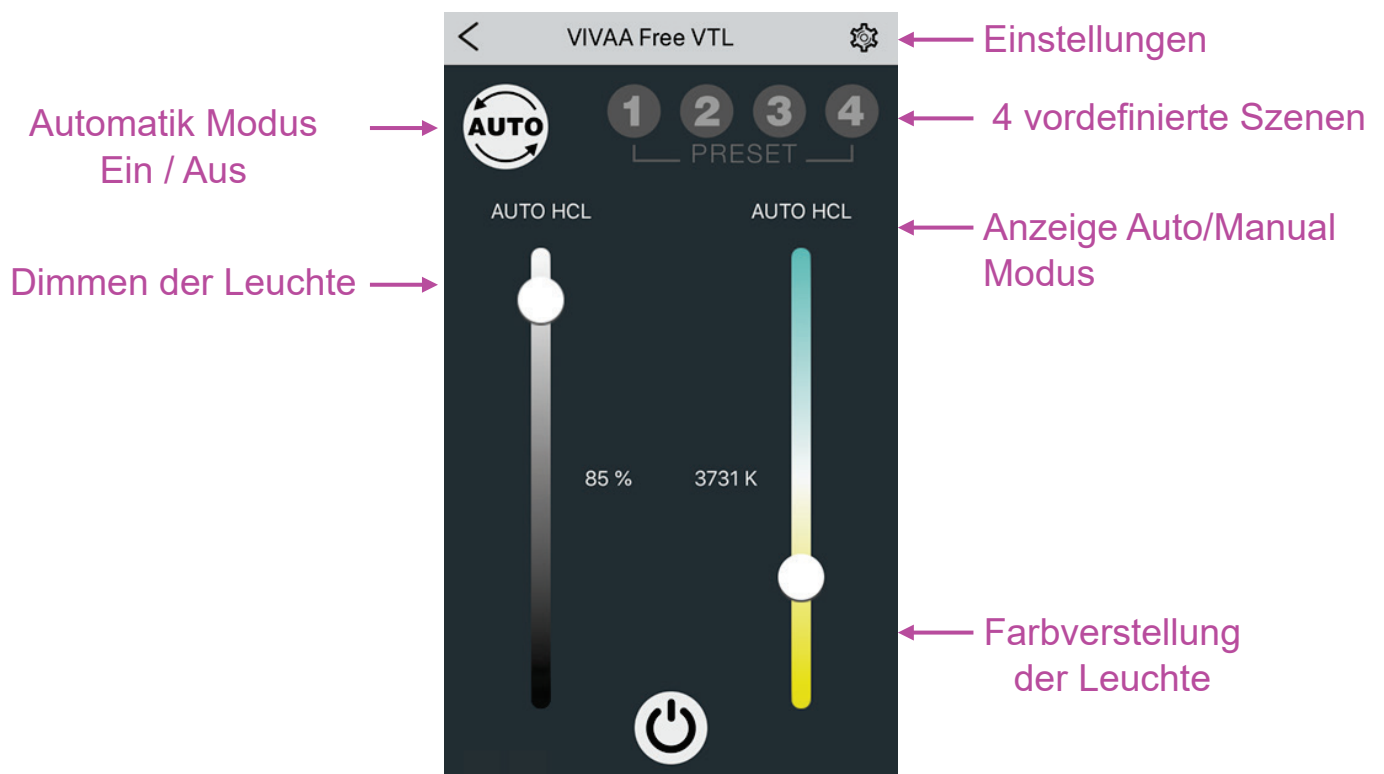 VIVAA Free VTL
Einstellungen
Automatik Modus
Ein / Aus
AUTO
1 2 3 4
PRESET
4 vordefinierte Szenen
AUTO HCL
AUTO HCL
Anzeige Auto/Manual
Modus
Dimmen der Leuchte
85 %
3731 K
Farbverstellung
der Leuchte